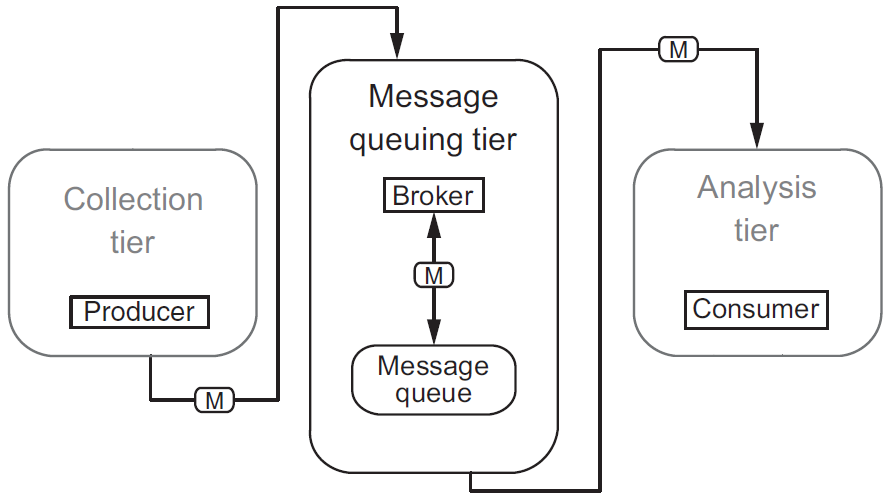 Collection
tier
Producer
M
Message
queuing tier
Broker
M
Message
queue
M
Analysis
tier
Consumer